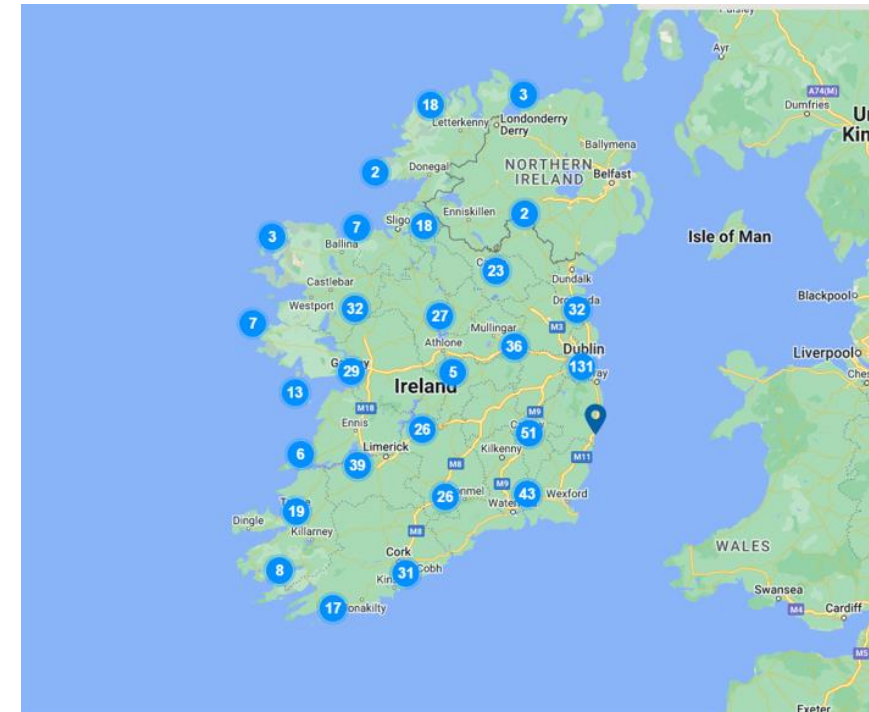 Ayr
A74(M)
Dumfries
18
3
Letterkenny
Londonderry
Derry
Ballymena
NORTHERN
IRELAND
Belfast
2
Donegal
Enniskillen
2
Sligo
18
7
3
Ballina
Isle of Man
23
Dundalk
Castlebar
Westport
32
27
32
Blackpool
7
Mullingar
M3
Athlone
36
Dublin
Liverpool
29
5
131
Ireland
13
M18
M9
Ennis
26
51
6
Limerick
Kilkenny
39
M8
M11
26
M9
43
Wexford
19
Dingle
Killarney
M8
WALES
Cork
8
31
Cobh
17
Swansea
M4
Cardiff
M5
Exeter